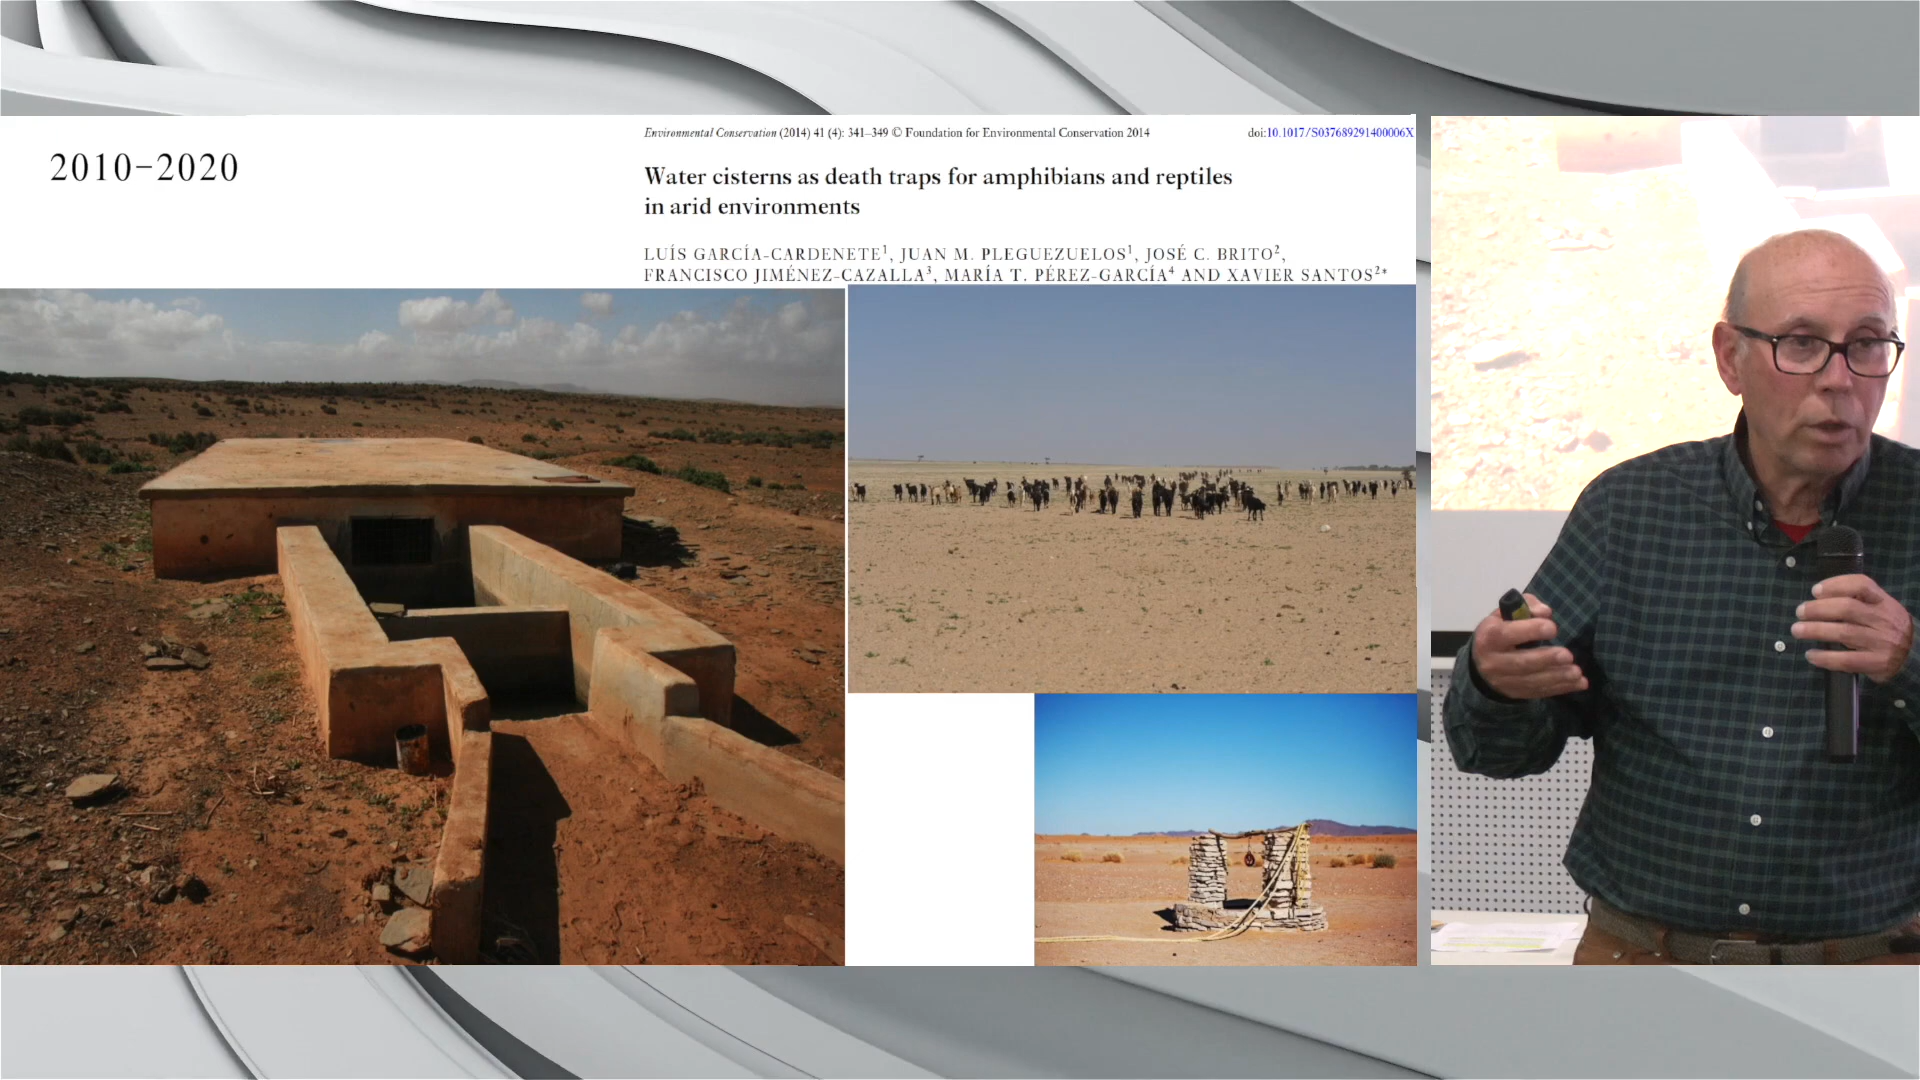 2010-2020
Environmental Conservation (2014) 41 (4): 341–349 © Foundation for Environmental Conservation 2014
doi:10.1017/S037689291400006X
Water cisterns as death traps for amphibians and reptiles
in arid environments
LUÍS GARCÍA-CARDENETE¹, JUAN M. PLEGUEZUELOS¹, JOSÉ C. BRITO²,
FRANCISCO JIMÉNEZ-CAZALLA³, MARÍA T. PÉREZ-GARCÍA⁴ AND XAVIER SANTOS²*